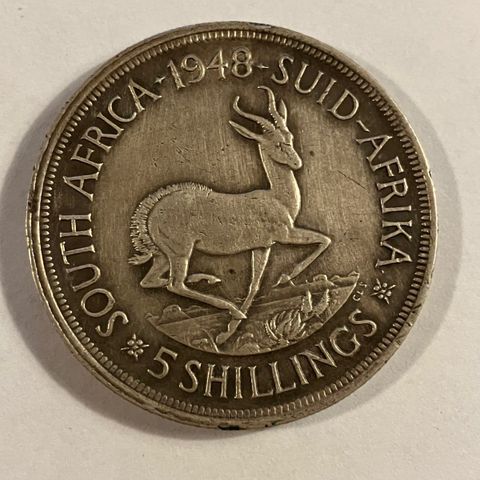 SOUTH AFRICA · 1948 · SUID-AFRIKA
5 SHILLINGS